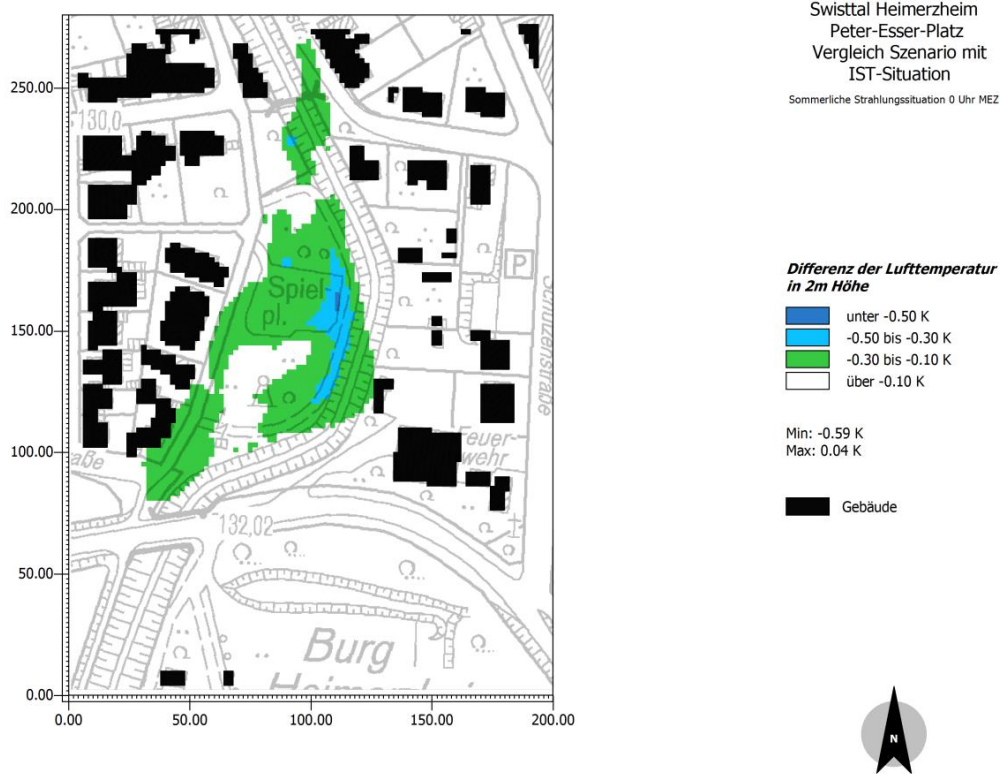 Swisttal Heimerzheim
Peter-Esser-Platz
Vergleich Szenario mit
IST-Situation
Sommerliche Strahlungssituation 0 Uhr MEZ
250.00
200.00
150.00
100.00
50.00
0.00
0.00
50.00
100.00
150.00
200.00
130,0
P
Spiel-
pl.
Schützenstraße
Feuer-
wehr
raße
132,02
Burg
Differenz der Lufttemperatur
in 2m Höhe
unter -0.50 K
-0.50 bis -0.30 K
-0.30 bis -0.10 K
über -0.10 K
Min: -0.59 K
Max: 0.04 K
Gebäude
N